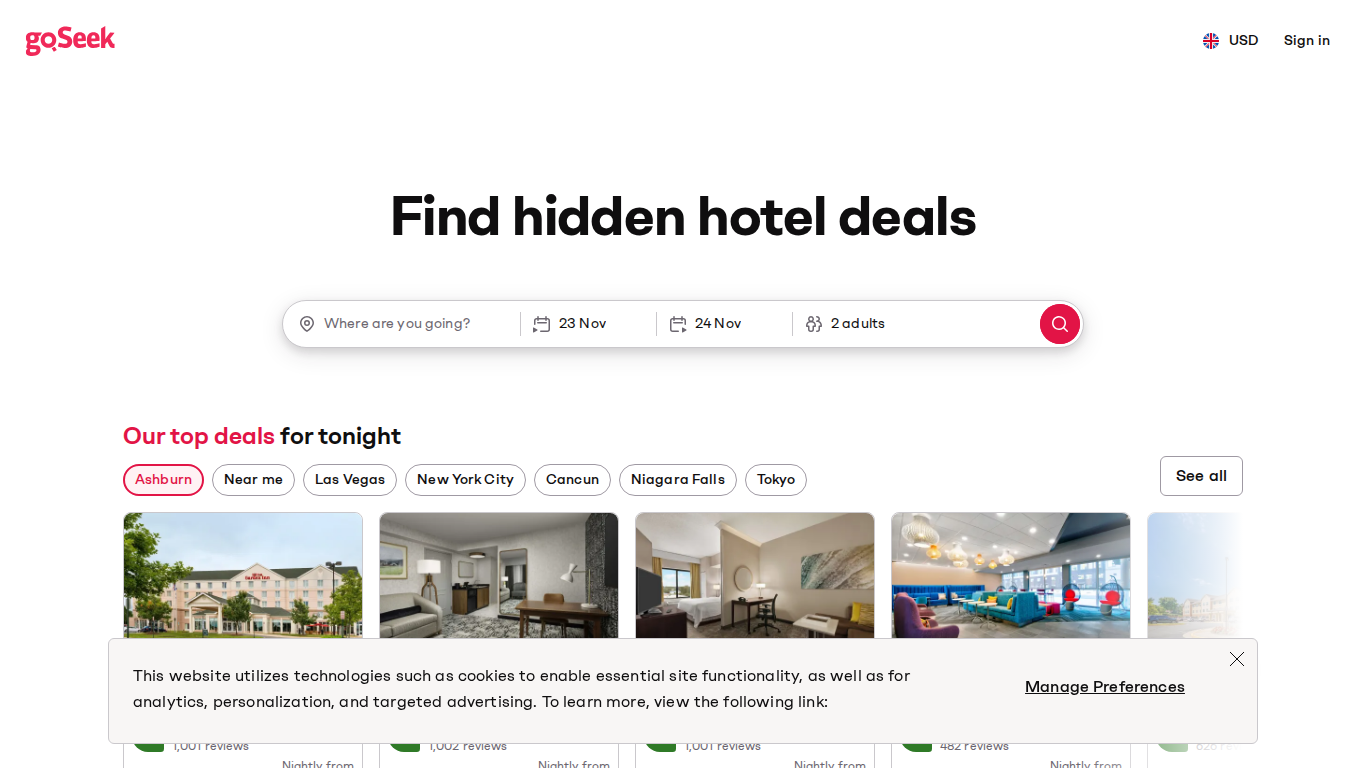 goSeek
USD
Sign in
Find hidden hotel deals
Where are you going?
23 Nov
24 Nov
2 adults
Our top deals for tonight
Ashburn
Near me
Las Vegas
New York City
Cancun
Niagara Falls
Tokyo
See all
This website utilizes technologies such as cookies to enable essential site functionality, as well as for
analytics, personalization, and targeted advertising. To learn more, view the following link:
Manage Preferences
1,001 reviews
1,002 reviews
1,001 reviews
482 reviews
Nightly from
Nightly from
Nightly from
Nightly from